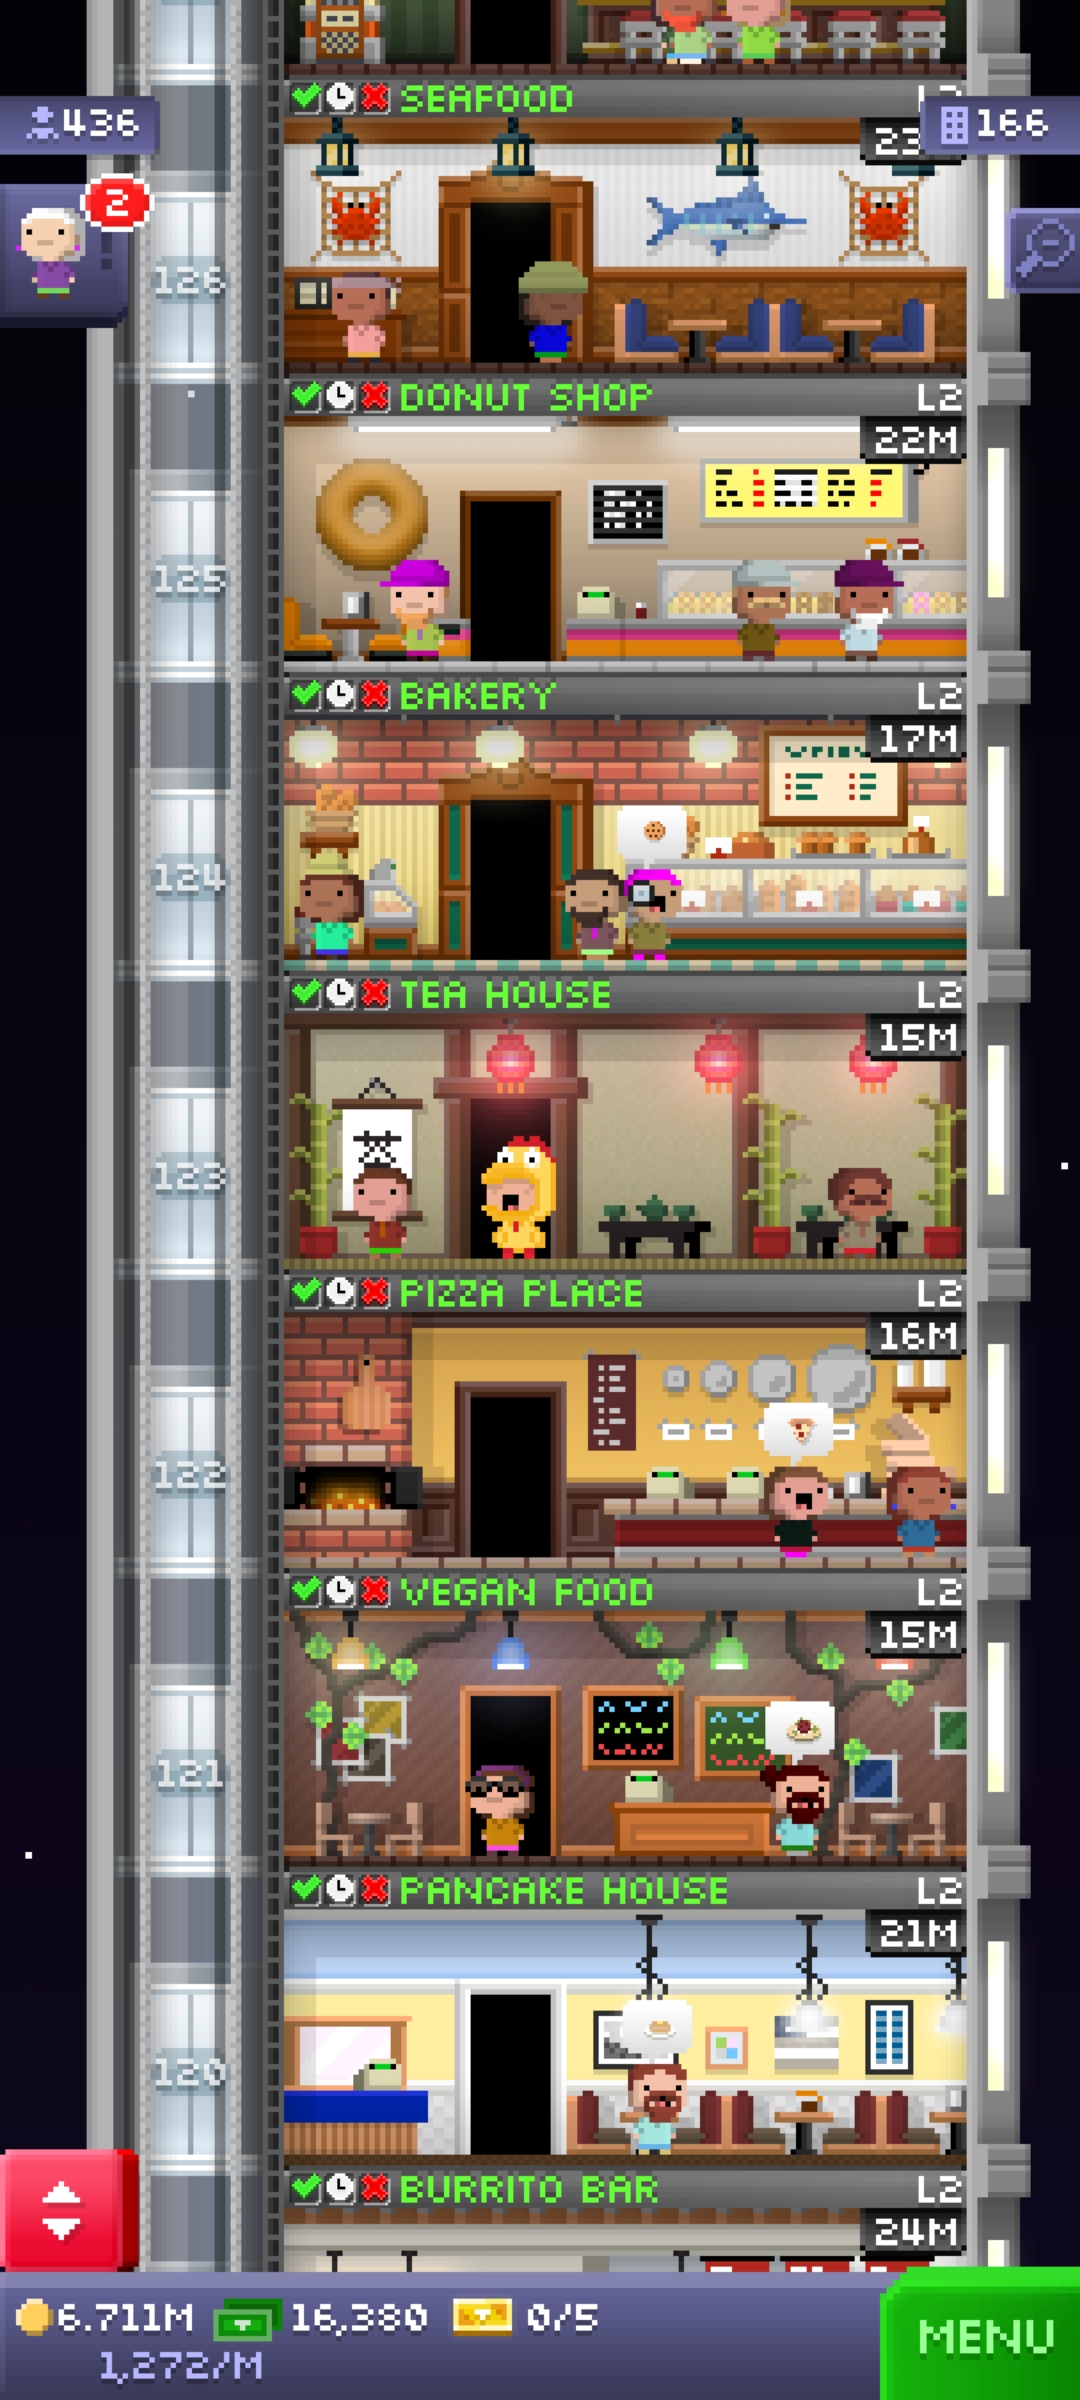 SEAFOOD
436
166
23
2
126
DONUT SHOP L2
22M
125
BAKERY L2
17M
124
TEA HOUSE L2
15M
123
PIZZA PLACE L2
16M
122
VEGAN FOOD L2
15M
121
PANCAKE HOUSE L2
21M
120
BURRITO BAR L2
24M
6.711M 16,380 0/5
MENU
1,272/M